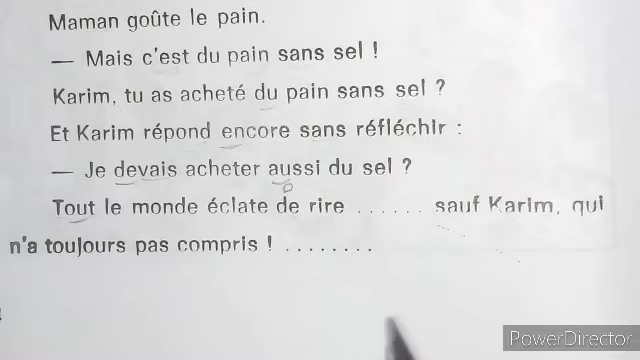 Maman goûte le pain.
— Mais c'est du pain sans sel !
Karim, tu as acheté du pain sans sel ?
Et Karim répond encore sans réfléchir :
— Je devais acheter aussi du sel ?
Tout le monde éclate de rire ...... sauf Karim, qui
n'a toujours pas compris ! ........
PowerDirector